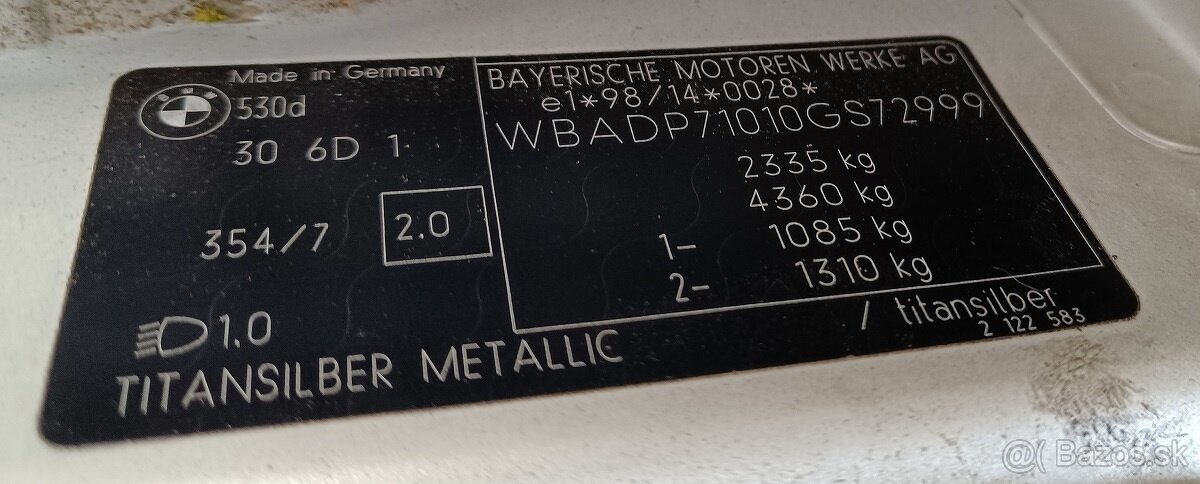 Made in Germany
530d
30 6D 1
354/7 2.0
1.0
TITANSILBER METALLIC
BAYERISCHE MOTOREN WERKE AG
e1*98/14*0028*
WBADP71010GS72999
2335 kg
4360 kg
1- 1085 kg
2- 1310 kg
/ titansilber
2 122 583
@( Bazos.sk